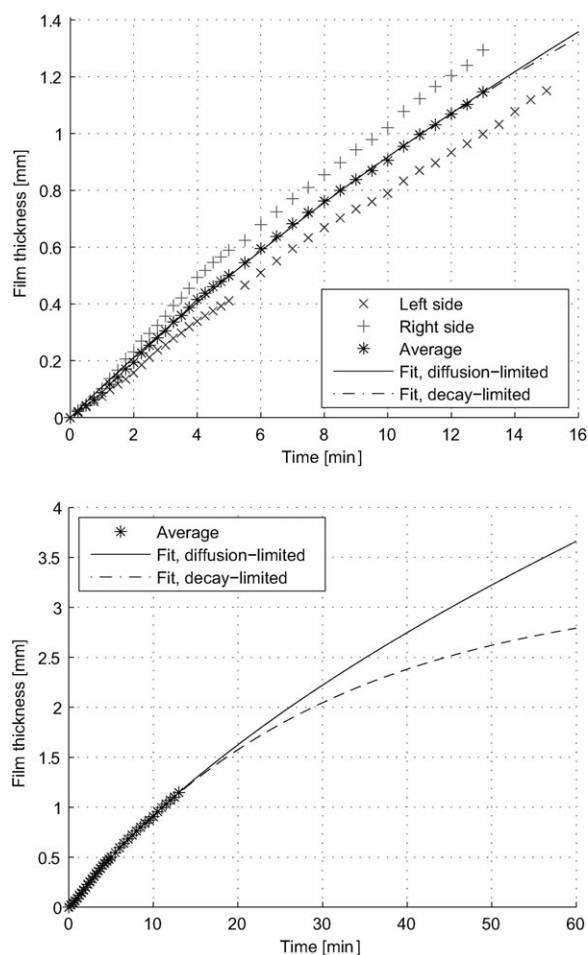 1.4
1.2
1
0.8
0.6
0.4
0.2
0
Film thickness [mm]
Left side
Right side
Average
Fit, diffusion−limited
Fit, decay−limited
0 2 4 6 8 10 12 14 16
Time [min]
4
3.5
3
2.5
2
1.5
1
0.5
0
Film thickness [mm]
Average
Fit, diffusion−limited
Fit, decay−limited
0 10 20 30 40 50 60
Time [min]